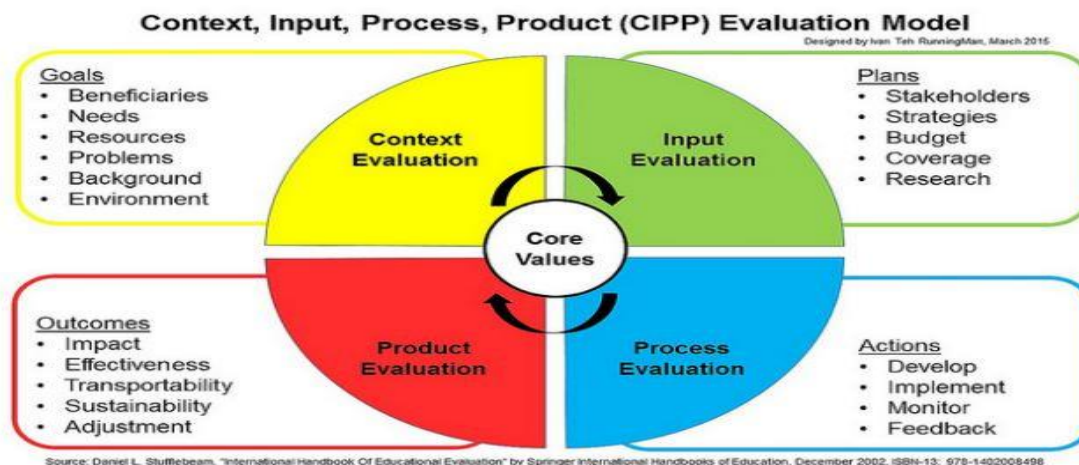 Context, Input, Process, Product (CIPP) Evaluation Model
Designed by Ivan Teh RunningMan, March 2015
Goals
• Beneficiaries
• Needs
• Resources
• Problems
• Background
• Environment
Context
Evaluation
Input
Evaluation
Plans
• Stakeholders
• Strategies
• Budget
• Coverage
• Research
Core
Values
Outcomes
• Impact
• Effectiveness
• Transportability
• Sustainability
• Adjustment
Product
Evaluation
Process
Evaluation
Actions
• Develop
• Implement
• Monitor
• Feedback
Source: Daniel L. Stufflebeam, "International Handbook Of Educational Evaluation" by Springer International Handbooks of Education, December 2002, ISBN-13: 978-1402008498